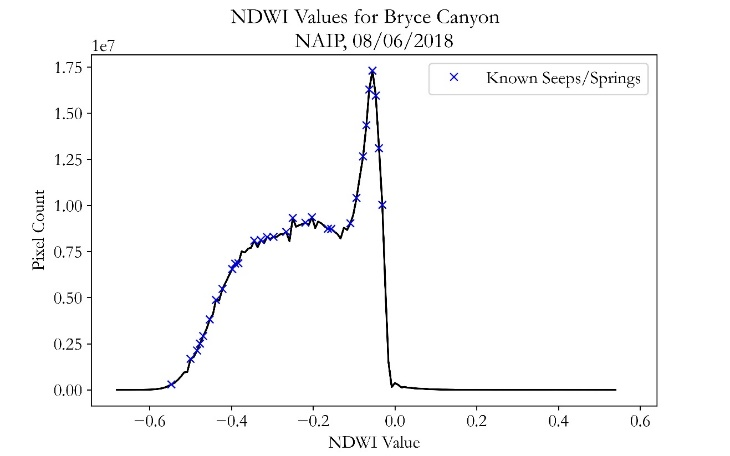 NDWI Values for Bryce Canyon
NAIP, 08/06/2018
1e7
Known Seeps/Springs
1.75
1.50
1.25
1.00
0.75
0.50
0.25
0.00
Pixel Count
−0.6 −0.4 −0.2 0.0 0.2 0.4 0.6
NDWI Value